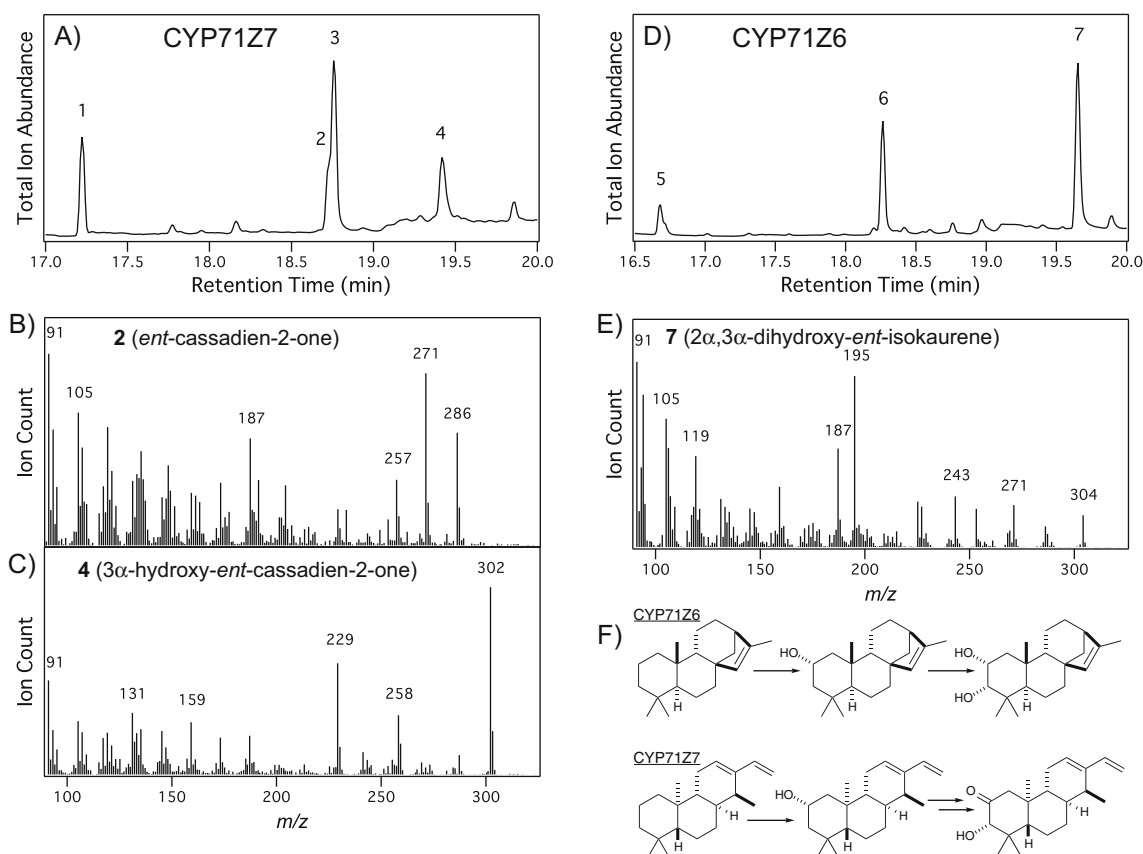 A) CYP71Z7
Total Ion Abundance
1
2
3
4
17.0 17.5 18.0 18.5 19.0 19.5 20.0
Retention Time (min)
D) CYP71Z6
Total Ion Abundance
5
6
7
16.5 17.0 17.5 18.0 18.5 19.0 19.5 20.0
Retention Time (min)
B) 2 (ent-cassadien-2-one)
Ion Count
91
105
187
257
271
286
C) 4 (3α-hydroxy-ent-cassadien-2-one)
Ion Count
91
131
159
229
258
302
100 150 200 250 300
m/z
E) 7 (2α,3α-dihydroxy-ent-isokaurene)
Ion Count
91
105
119
187
195
243
271
304
100 150 200 250 300
m/z
F)
CYP71Z6
H
HO
H
HO
HO
H
CYP71Z7
H
H
HO
H
H
O
HO
H
H